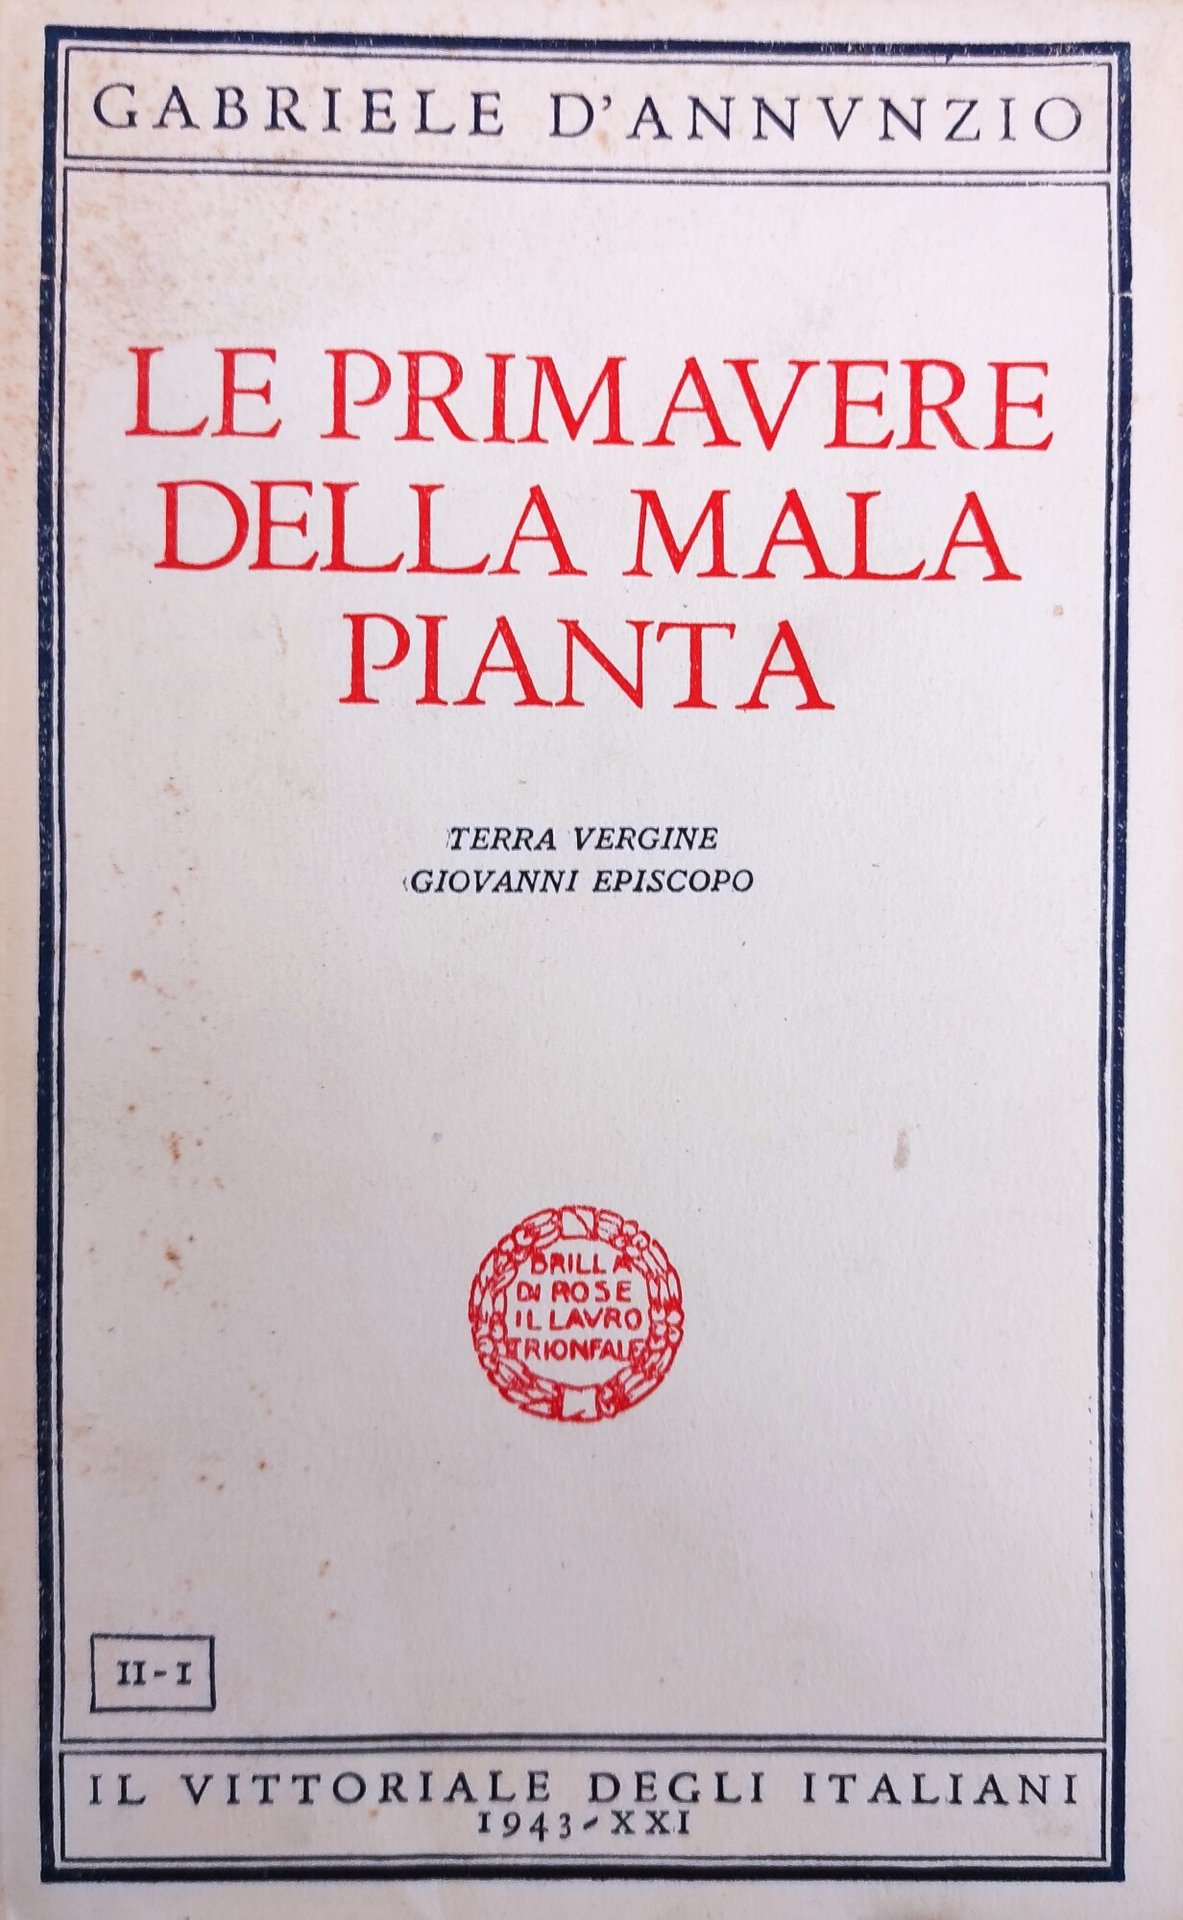 GABRIELE D'ANNVNZIO
LE PRIMAVERE
DELLA MALA
PIANTA
TERRA VERGINE
GIOVANNI EPISCOPO
BRILLA
DI ROSE
IL LAVRO
TRIONFALE
II-I
IL VITTORIALE DEGLI ITALIANI
1943-XXI